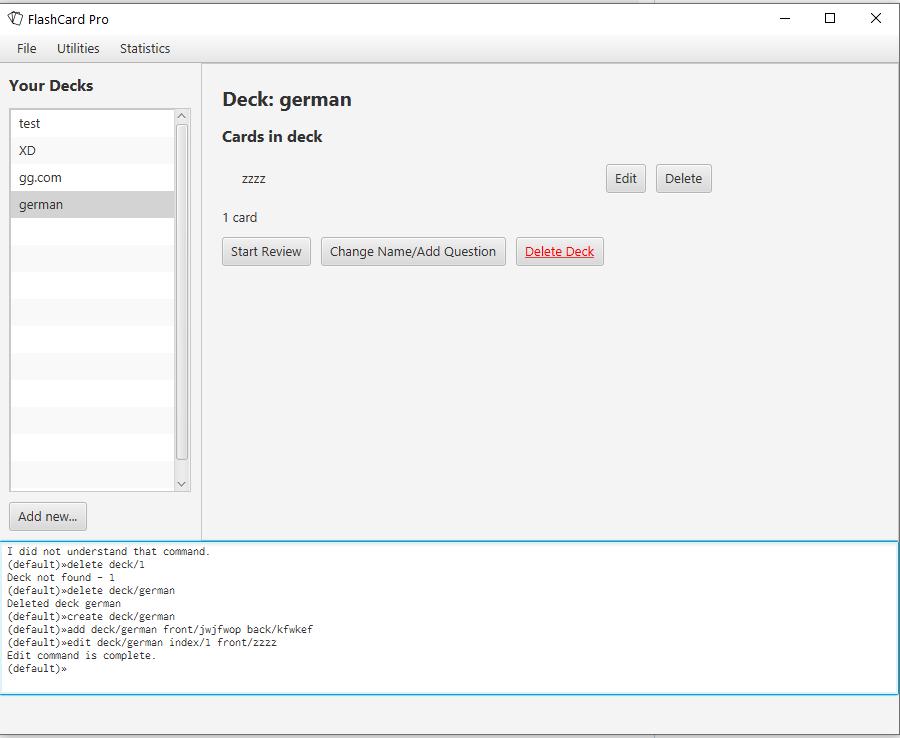 FlashCard Pro
File Utilities Statistics
Your Decks
test
XD
gg.com
german
Add new...
Deck: german
Cards in deck
zzzz Edit Delete
1 card
Start Review Change Name/Add Question Delete Deck
I did not understand that command.
(default)»delete deck/1
Deck not found - 1
(default)»delete deck/german
Deleted deck german
(default)»create deck/german
(default)»add deck/german front/jwjfwop back/kfwkef
(default)»edit deck/german index/1 front/zzzz
Edit command is complete.
(default)»